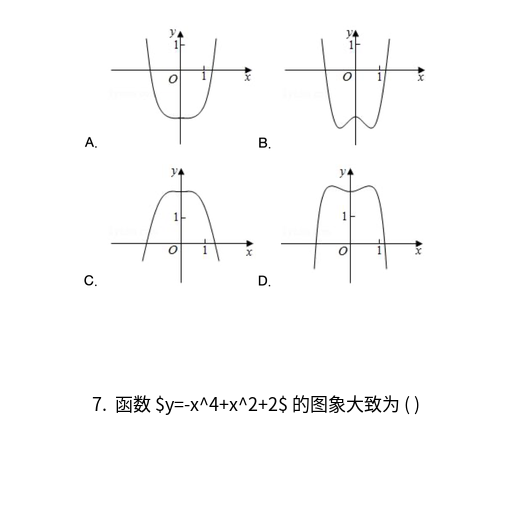 y 1 O 1 x
A.
y 1 O 1 x
B.
y 1 O 1 x
C.
y 1 O 1 x
D.
7. 函数 $y=-x^4+x^2+2$ 的图象大致为 ( )